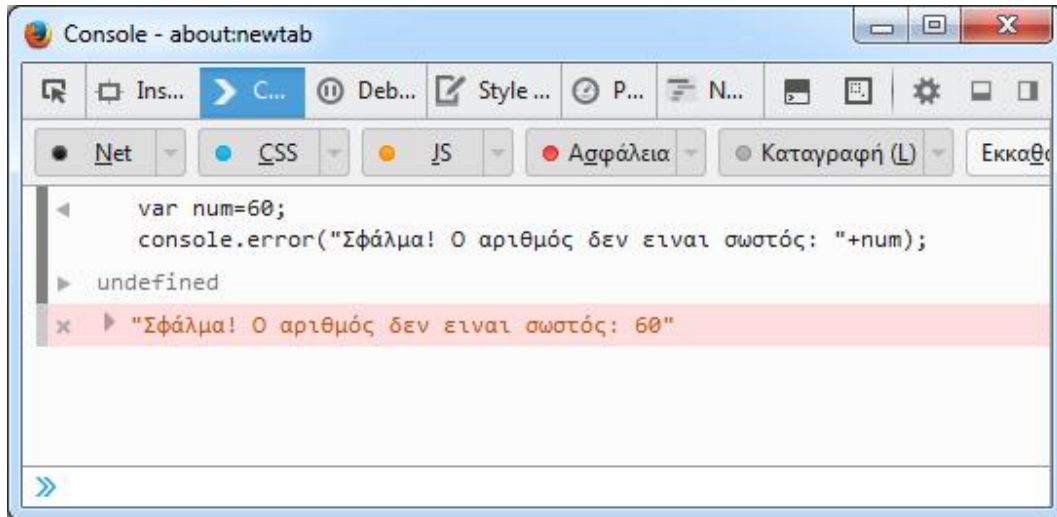 Console - about:newtab
Ins... C... Deb... Style ... P... N...
Net CSS JS Ασφάλεια Καταγραφή (L) Εκκαθα
var num=60;
console.error("Σφάλμα! Ο αριθμός δεν ειναι σωστός: "+num);
undefined
"Σφάλμα! Ο αριθμός δεν ειναι σωστός: 60"